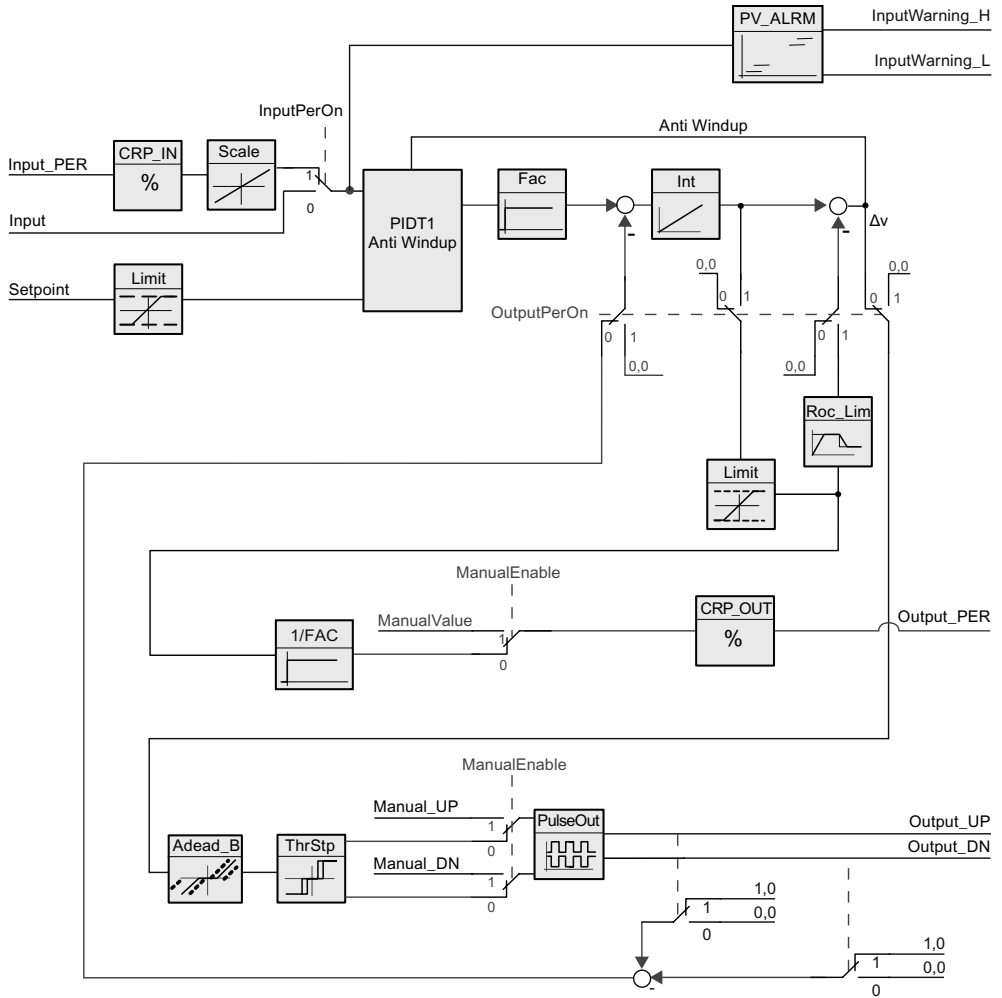 PV_ALRM
InputWarning_H
InputWarning_L
InputPerOn
Anti Windup
Input_PER
CRP_IN
%
Scale
1
0
Input
PIDT1
Anti Windup
Fac
-
Int
-
Δv
Setpoint
Limit
0,0
0,0
0
1
0
1
OutputPerOn
0
1
0,0
0
1
0,0
Roc_Lim
Limit
ManualEnable
ManualValue
1
0
1/FAC
CRP_OUT
%
Output_PER
ManualEnable
Manual_UP
1
0
PulseOut
Output_UP
Output_DN
Adead_B
ThrStp
Manual_DN
1
0
1,0
1
0,0
0
1,0
1
0,0
0
-